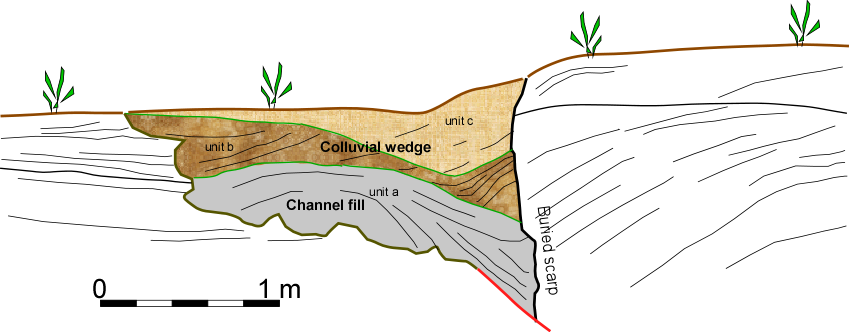 unit c
unit b
Colluvial wedge
unit a
Channel fill
Buried scarp
0 1 m